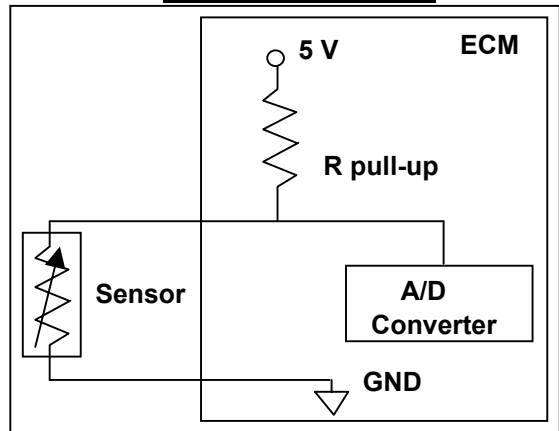 5 V
ECM
R pull-up
Sensor
A/D
Converter
GND